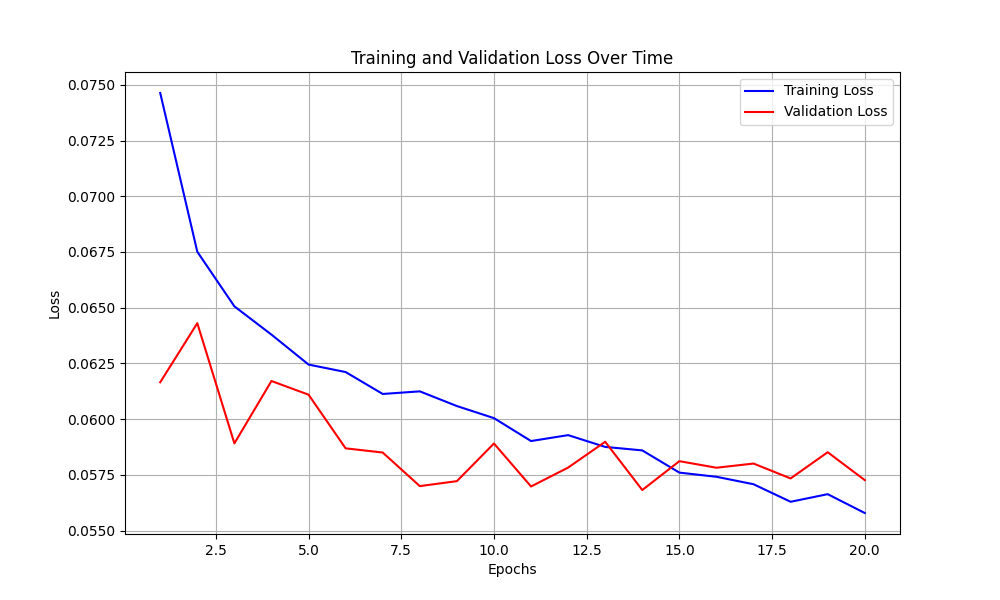 Training and Validation Loss Over Time
Training Loss
Validation Loss
0.0750
0.0725
0.0700
0.0675
0.0650
0.0625
0.0600
0.0575
0.0550
Loss
2.5 5.0 7.5 10.0 12.5 15.0 17.5 20.0
Epochs